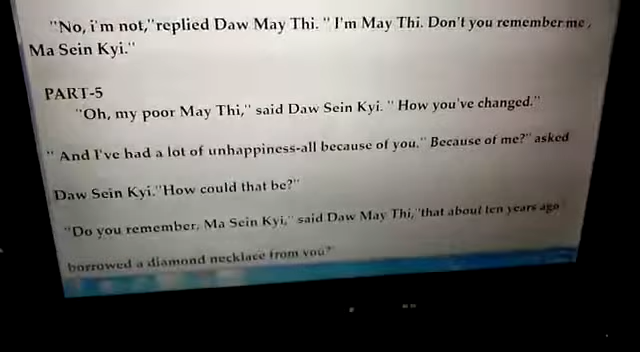 "No, i'm not,"replied Daw May Thi. " I'm May Thi. Don't you remember me ,
Ma Sein Kyi."
PART-5
"Oh, my poor May Thi," said Daw Sein Kyi. " How you've changed."
" And I've had a lot of unhappiness-all because of you." Because of me?" asked
Daw Sein Kyi."How could that be?"
"Do you remember, Ma Sein Kyi," said Daw May Thi, "that about ten years ago
borrowed a diamond necklace from you?"